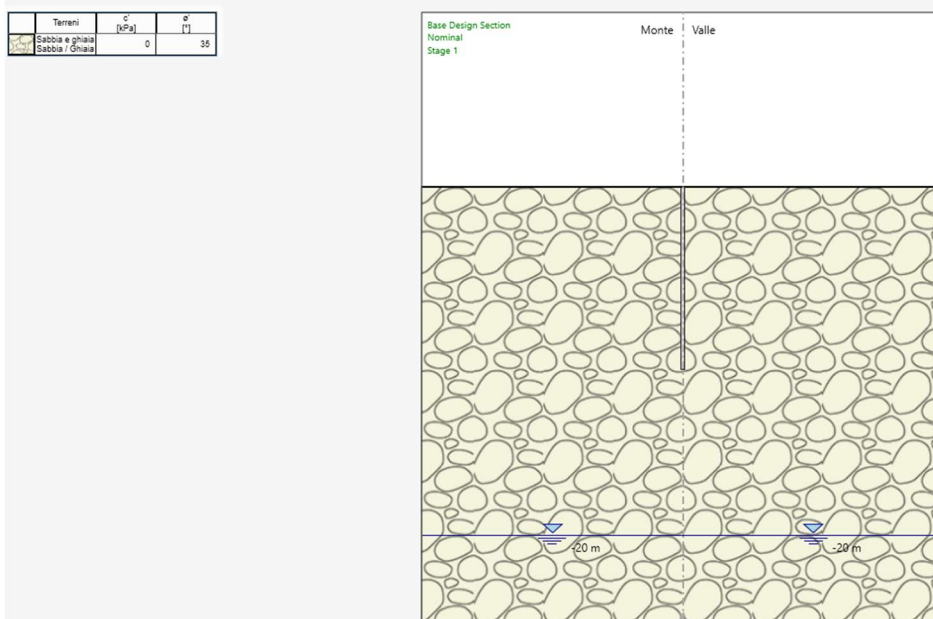 Terreni c' ø'
[kPa] [°]
Sabbia e ghiaia
Sabbia / Ghiaia 0 35
Base Design Section
Nominal
Stage 1
Monte Valle
-20 m -20 m